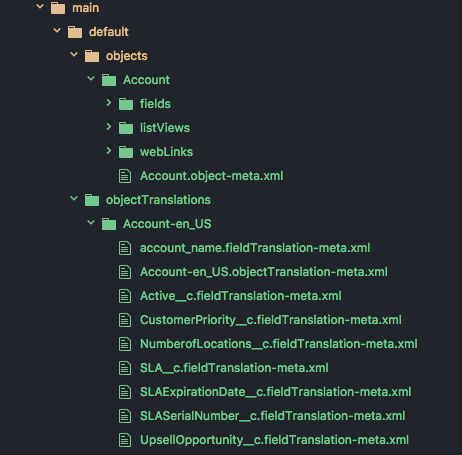 main
default
objects
Account
fields
listViews
webLinks
Account.object-meta.xml
objectTranslations
Account-en_US
account_name.fieldTranslation-meta.xml
Account-en_US.objectTranslation-meta.xml
Active__c.fieldTranslation-meta.xml
CustomerPriority__c.fieldTranslation-meta.xml
NumberofLocations__c.fieldTranslation-meta.xml
SLA__c.fieldTranslation-meta.xml
SLAExpirationDate__c.fieldTranslation-meta.xml
SLASerialNumber__c.fieldTranslation-meta.xml
UpsellOpportunity__c.fieldTranslation-meta.xml